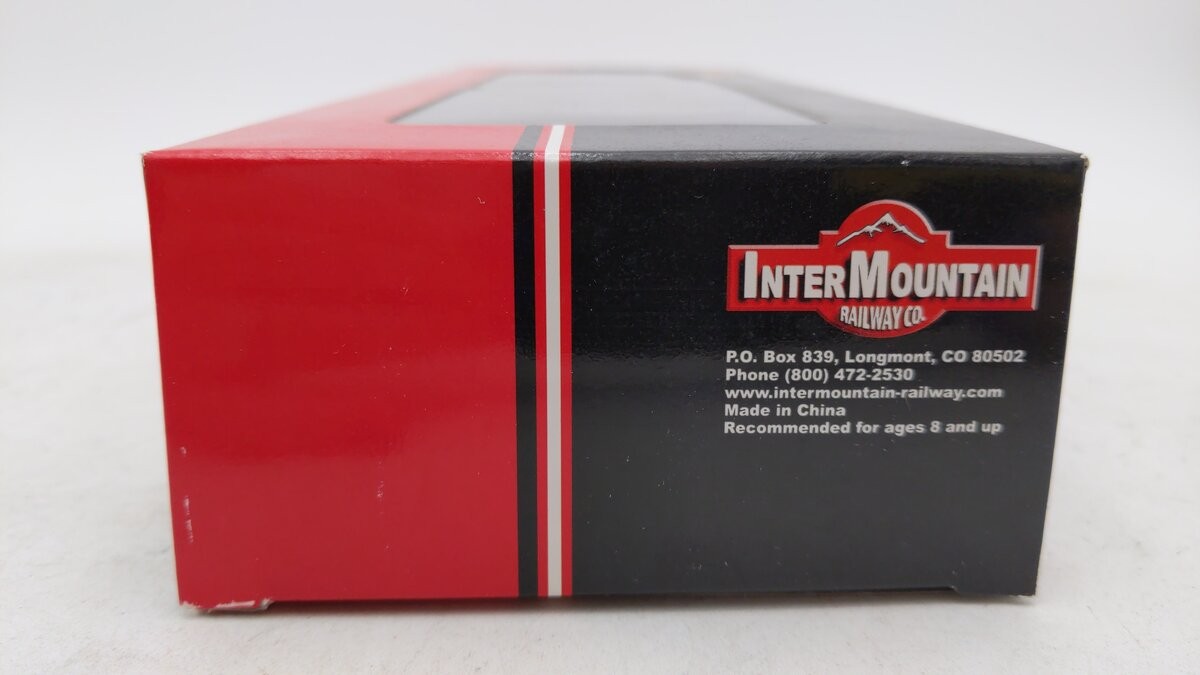 INTERMOUNTAIN
RAILWAY CO.
P.O. Box 839, Longmont, CO 80502
Phone (800) 472-2530
www.intermountain-railway.com
Made in China
Recommended for ages 8 and up